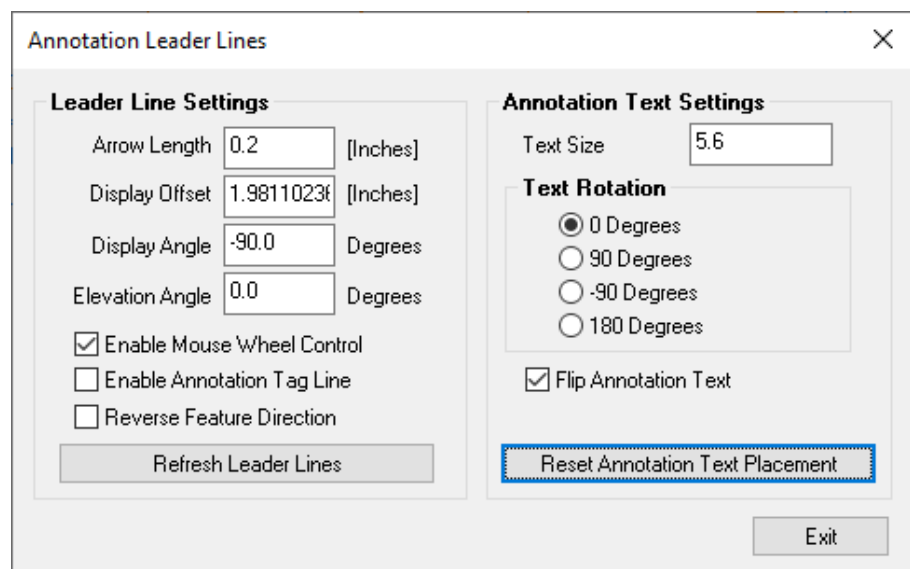 Annotation Leader Lines
Leader Line Settings
Arrow Length 0.2 [Inches]
Display Offset 1.98110236 [Inches]
Display Angle -90.0 Degrees
Elevation Angle 0.0 Degrees
Enable Mouse Wheel Control
Enable Annotation Tag Line
Reverse Feature Direction
Refresh Leader Lines
Annotation Text Settings
Text Size 5.6
Text Rotation
0 Degrees
90 Degrees
-90 Degrees
180 Degrees
Flip Annotation Text
Reset Annotation Text Placement
Exit